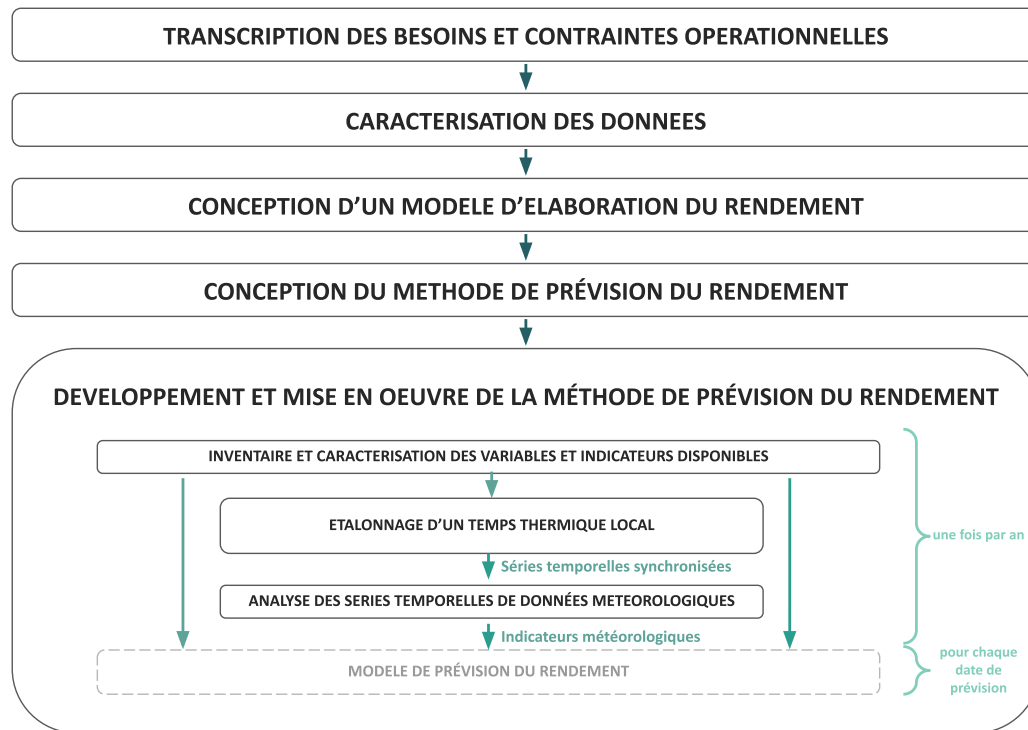 TRANSCRIPTION DES BESOINS ET CONTRAINTES OPERATIONNELLES
CARACTERISATION DES DONNEES
CONCEPTION D'UN MODELE D'ELABORATION DU RENDEMENT
CONCEPTION DU METHODE DE PRÉVISION DU RENDEMENT
DEVELOPPEMENT ET MISE EN OEUVRE DE LA MÉTHODE DE PRÉVISION DU RENDEMENT
INVENTAIRE ET CARACTERISATION DES VARIABLES ET INDICATEURS DISPONIBLES
ETALONNAGE D'UN TEMPS THERMIQUE LOCAL
une fois par an
Séries temporelles synchronisées
ANALYSE DES SERIES TEMPORELLES DE DONNÉES METEOROLOGIQUES
Indicateurs météorologiques
MODELE DE PRÉVISION DU RENDEMENT
pour chaque
date de
prévision